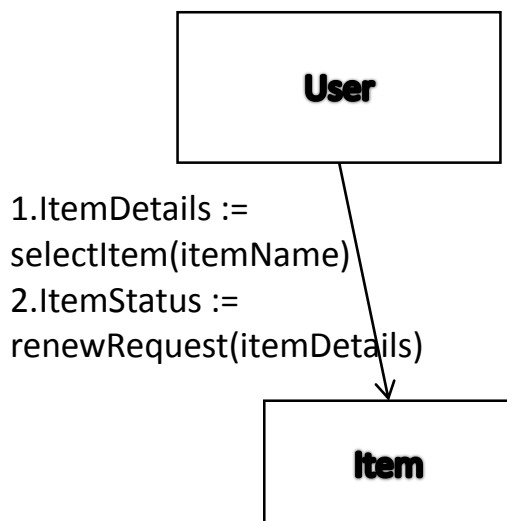 User
1.ItemDetails :=
selectItem(itemName)
2.ItemStatus :=
renewRequest(itemDetails)
Item